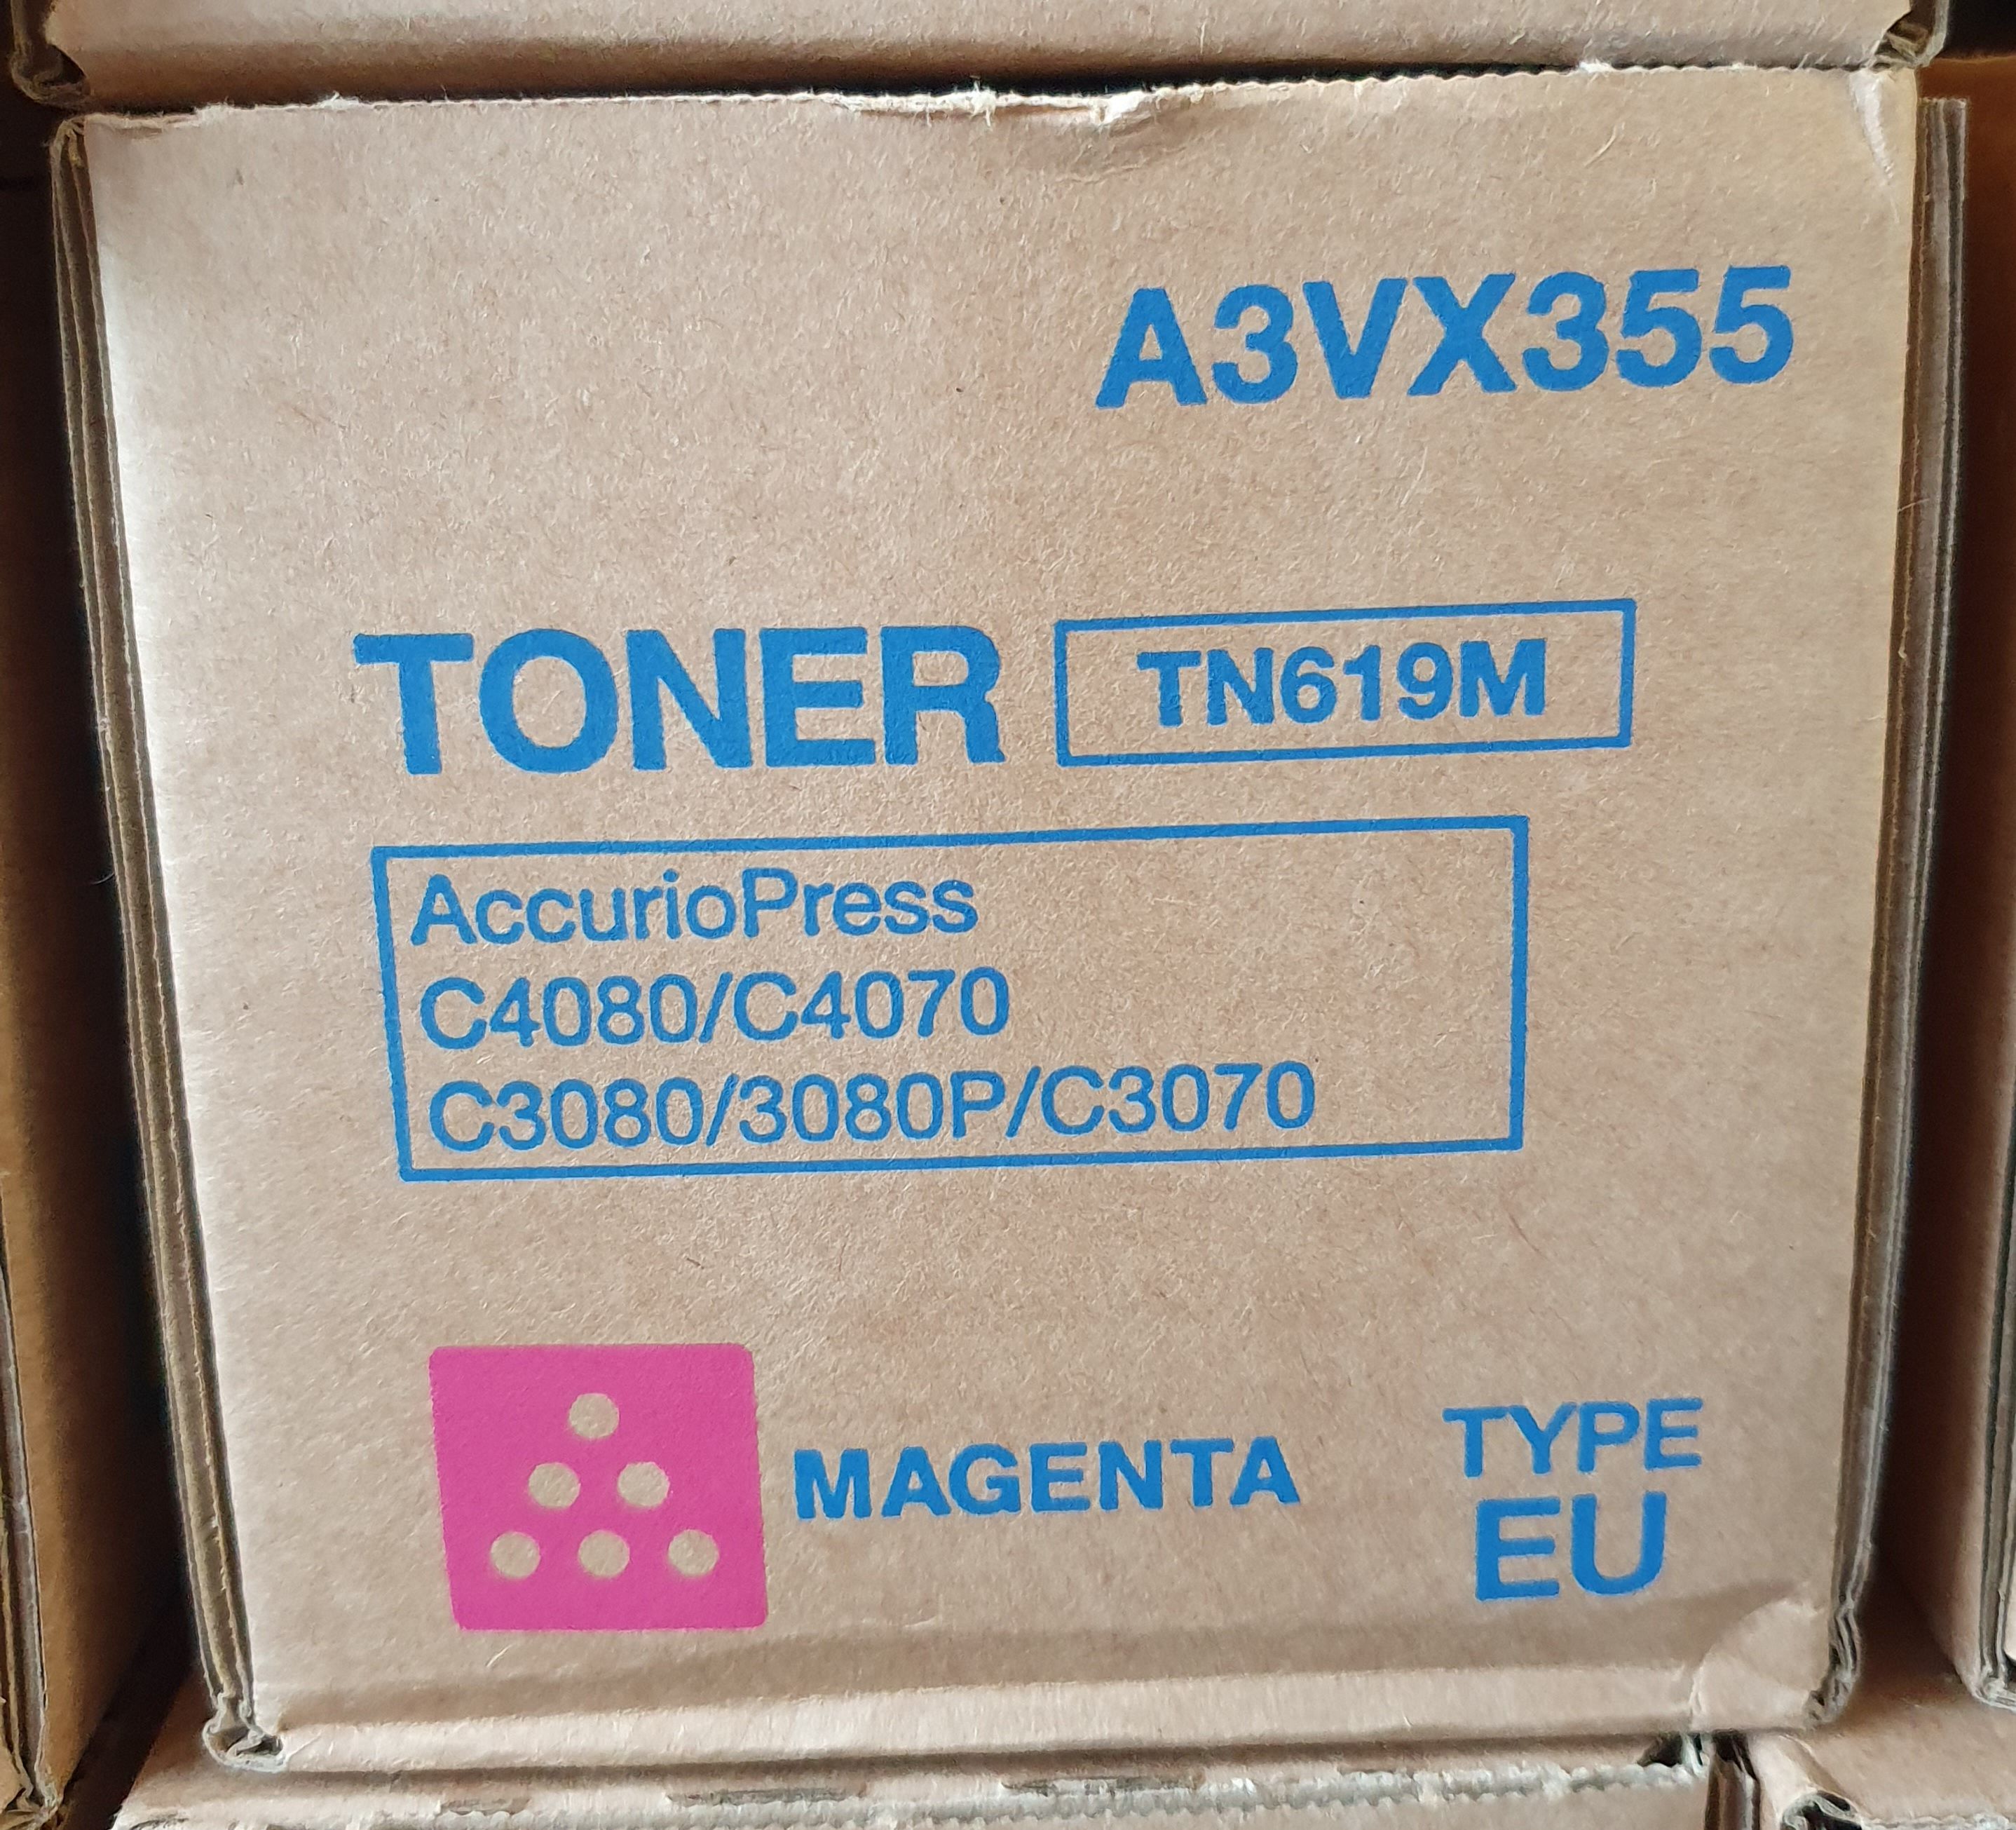 A3VX355
TONER TN619M
AccurioPress
C4080/C4070
C3080/3080P/C3070
MAGENTA
TYPE
EU